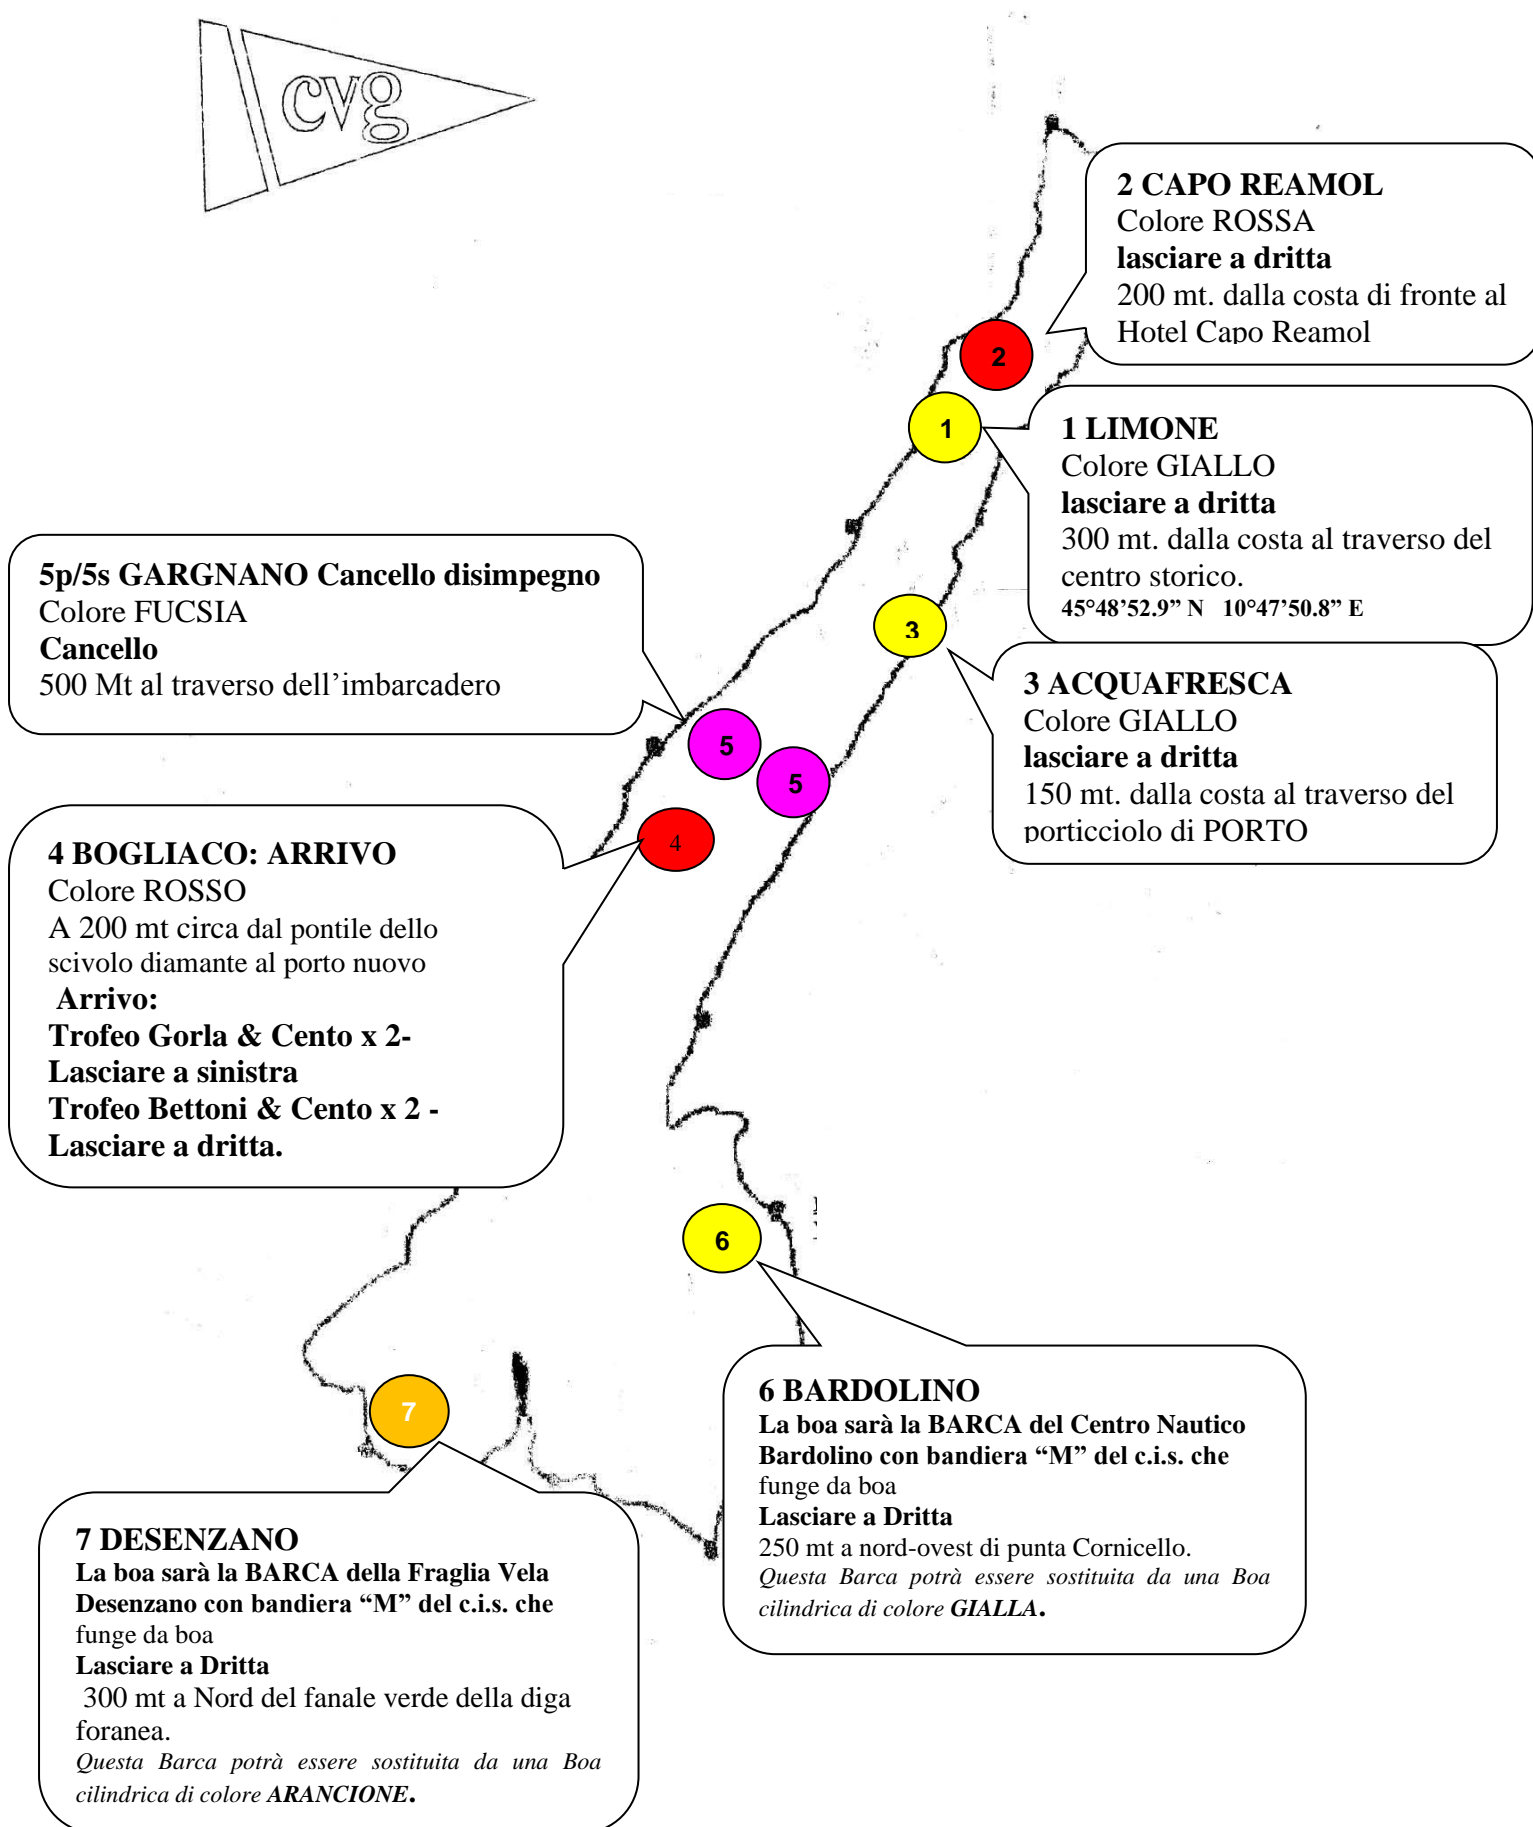 cvg
2 CAPO REAMOL
Colore ROSSA
lasciare a dritta
200 mt. dalla costa di fronte al
Hotel Capo Reamol
2
1
1 LIMONE
Colore GIALLO
lasciare a dritta
300 mt. dalla costa al traverso del
centro storico.
45°48’52.9” N 10°47’50.8” E
5p/5s GARGNANO Cancello disimpegno
Colore FUCSIA
Cancello
500 Mt al traverso dell’imbarcadero
3
3 ACQUAFRESCA
Colore GIALLO
lasciare a dritta
150 mt. dalla costa al traverso del
porticciolo di PORTO
5
5
4
4 BOGLIACO: ARRIVO
Colore ROSSO
A 200 mt circa dal pontile dello
scivolo diamante al porto nuovo
Arrivo:
Trofeo Gorla & Cento x 2-
Lasciare a sinistra
Trofeo Bettoni & Cento x 2 -
Lasciare a dritta.
6
6 BARDOLINO
La boa sarà la BARCA del Centro Nautico
Bardolino con bandiera “M” del c.i.s. che
funge da boa
Lasciare a Dritta
250 mt a nord-ovest di punta Cornicello.
Questa Barca potrà essere sostituita da una Boa
cilindrica di colore GIALLA.
7
7 DESENZANO
La boa sarà la BARCA della Fraglia Vela
Desenzano con bandiera “M” del c.i.s. che
funge da boa
Lasciare a Dritta
300 mt a Nord del fanale verde della diga
foranea.
Questa Barca potrà essere sostituita da una Boa
cilindrica di colore ARANCIONE.